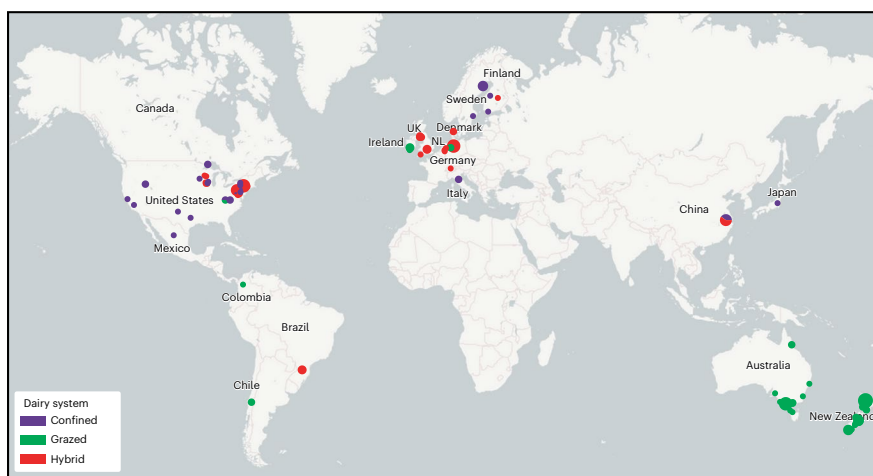 Finland
Canada
Sweden
UK
Denmark
Ireland
NL
Germany
United States
Italy
Japan
China
Mexico
Colombia
Brazil
Australia
Chile
New Zealand
Dairy system
Confined
Grazed
Hybrid